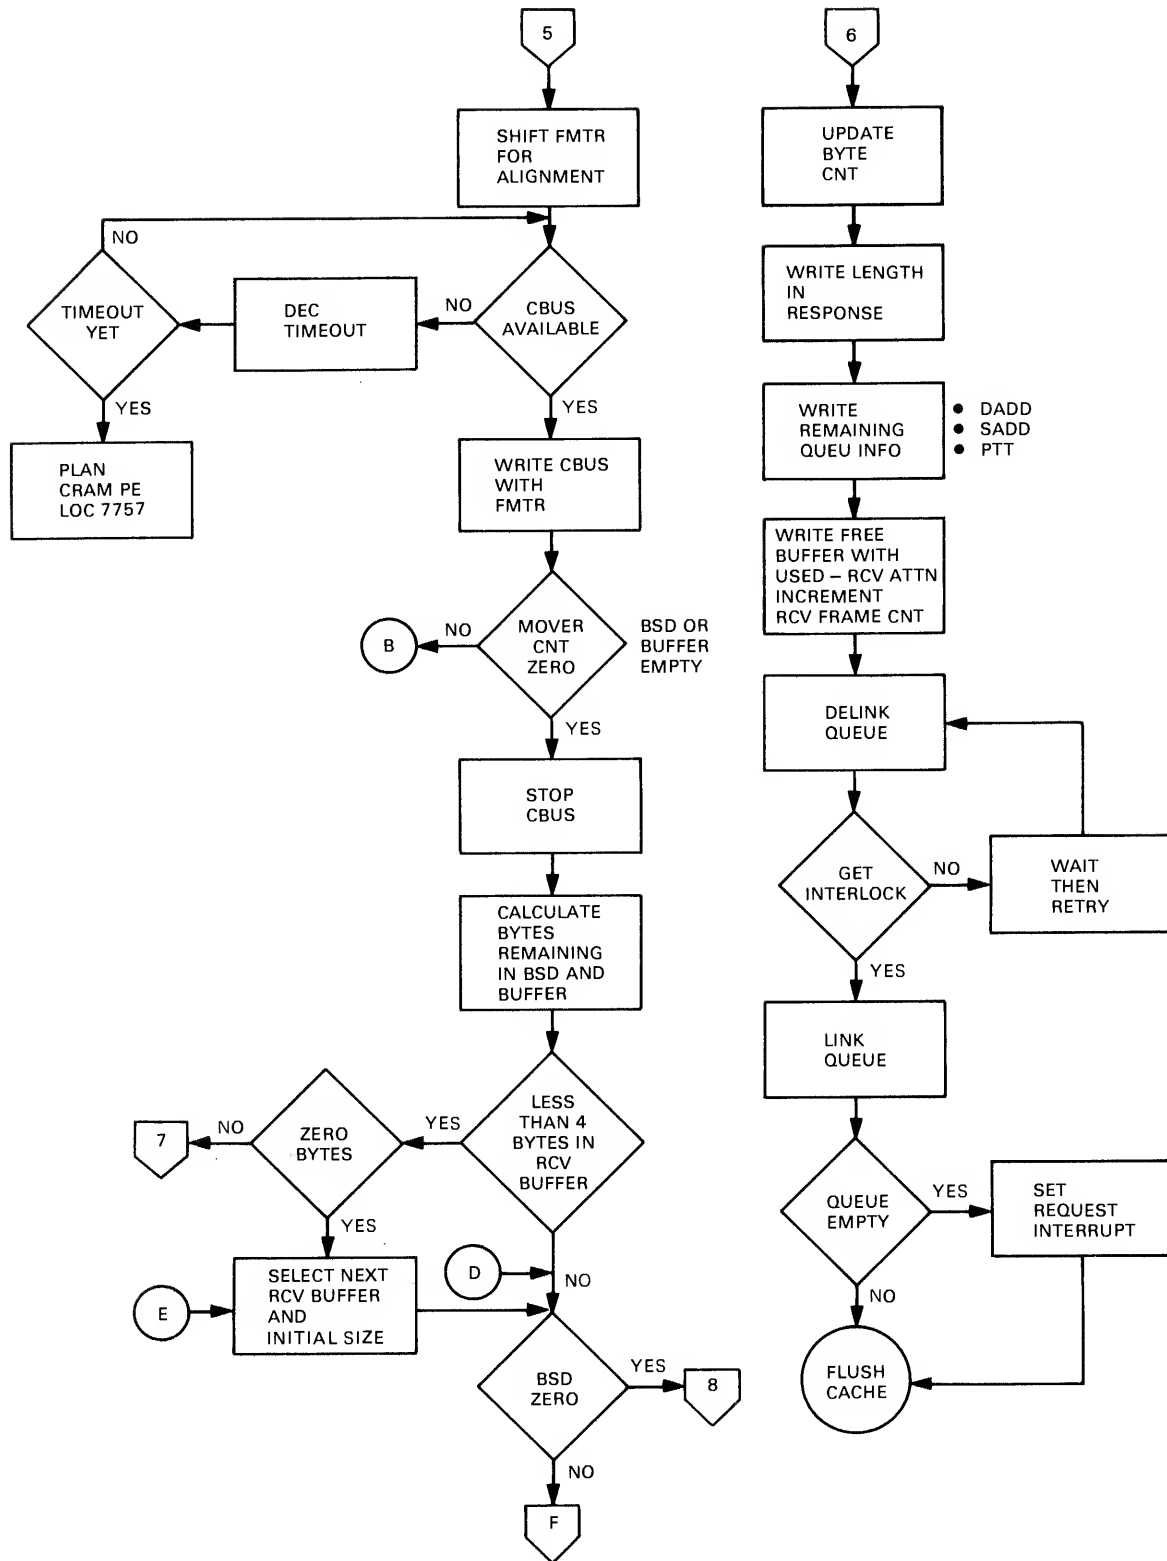 5
SHIFT FMTR
FOR
ALIGNMENT
NO
TIMEOUT
YET
DEC
TIMEOUT
NO
CBUS
AVAILABLE
YES
YES
PLAN
CRAM PE
LOC 7757
WRITE CBUS
WITH
FMTR
B
NO
MOVER
CNT
ZERO
BSD OR
BUFFER
EMPTY
YES
STOP
CBUS
CALCULATE
BYTES
REMAINING
IN BSD AND
BUFFER
7
NO
ZERO
BYTES
YES
LESS
THAN 4
BYTES IN
RCV
BUFFER
YES
D
NO
E
SELECT NEXT
RCV BUFFER
AND
INITIAL SIZE
BSD
ZERO
YES
8
NO
F
6
UPDATE
BYTE
CNT
WRITE LENGTH
IN
RESPONSE
WRITE
REMAINING
QUEU INFO
● DADD
● SADD
● PTT
WRITE FREE
BUFFER WITH
USED – RCV ATTN
INCREMENT
RCV FRAME CNT
DELINK
QUEUE
GET
INTERLOCK
NO
WAIT
THEN
RETRY
YES
LINK
QUEUE
QUEUE
EMPTY
YES
SET
REQUEST
INTERRUPT
NO
FLUSH
CACHE